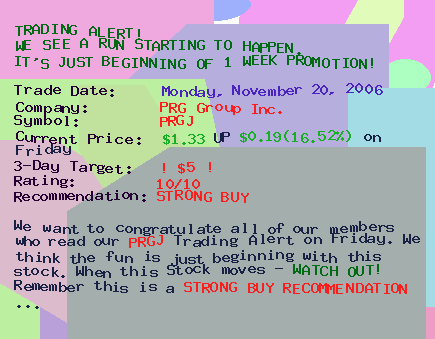 TRADING ALERT!
WE SEE A RUN STARTING TO HAPPEN,
IT'S JUST BEGINNING OF 1 WEEK PROMOTION!
Trade Date: Monday, November 20, 2006
Company: PRG Group Inc.
Symbol: PRGJ
Current Price: $1.33 UP $0.19(16.52%) on
Friday
3-Day Target: ! $5 !
Rating: 10/10
Recommendation: STRONG BUY
We want to congratulate all of our members
who read our PRGJ Trading Alert on Friday. We
think the fun is just beginning with this
stock. When this Stock moves - WATCH OUT!
Remember this is a STRONG BUY RECOMMENDATION
...